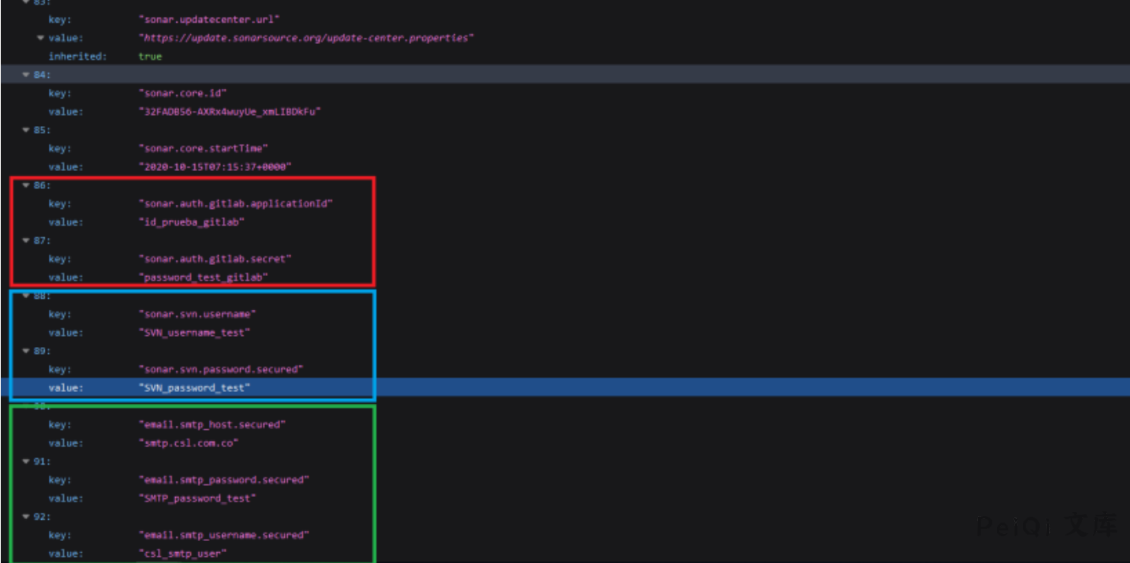 83:
key: "sonar.updatecenter.url"
value: "https://update.sonarsource.org/update-center.properties"
inherited: true
84:
key: "sonar.core.id"
value: "32FADB56-AXRx4wuyUe_xmLIBDkFu"
85:
key: "sonar.core.startTime"
value: "2020-10-15T07:15:37+0000"
86:
key: "sonar.auth.gitlab.applicationId"
value: "id_prueba_gitlab"
87:
key: "sonar.auth.gitlab.secret"
value: "password_test_gitlab"
88:
key: "sonar.svn.username"
value: "SVN_username_test"
89:
key: "sonar.svn.password.secured"
value: "SVN_password_test"
90:
key: "email.smtp_host.secured"
value: "smtp.csl.com.co"
91:
key: "email.smtp_password.secured"
value: "SMTP_password_test"
92:
key: "email.smtp_username.secured"
value: "csl_smtp_user"
PeiQi 文库